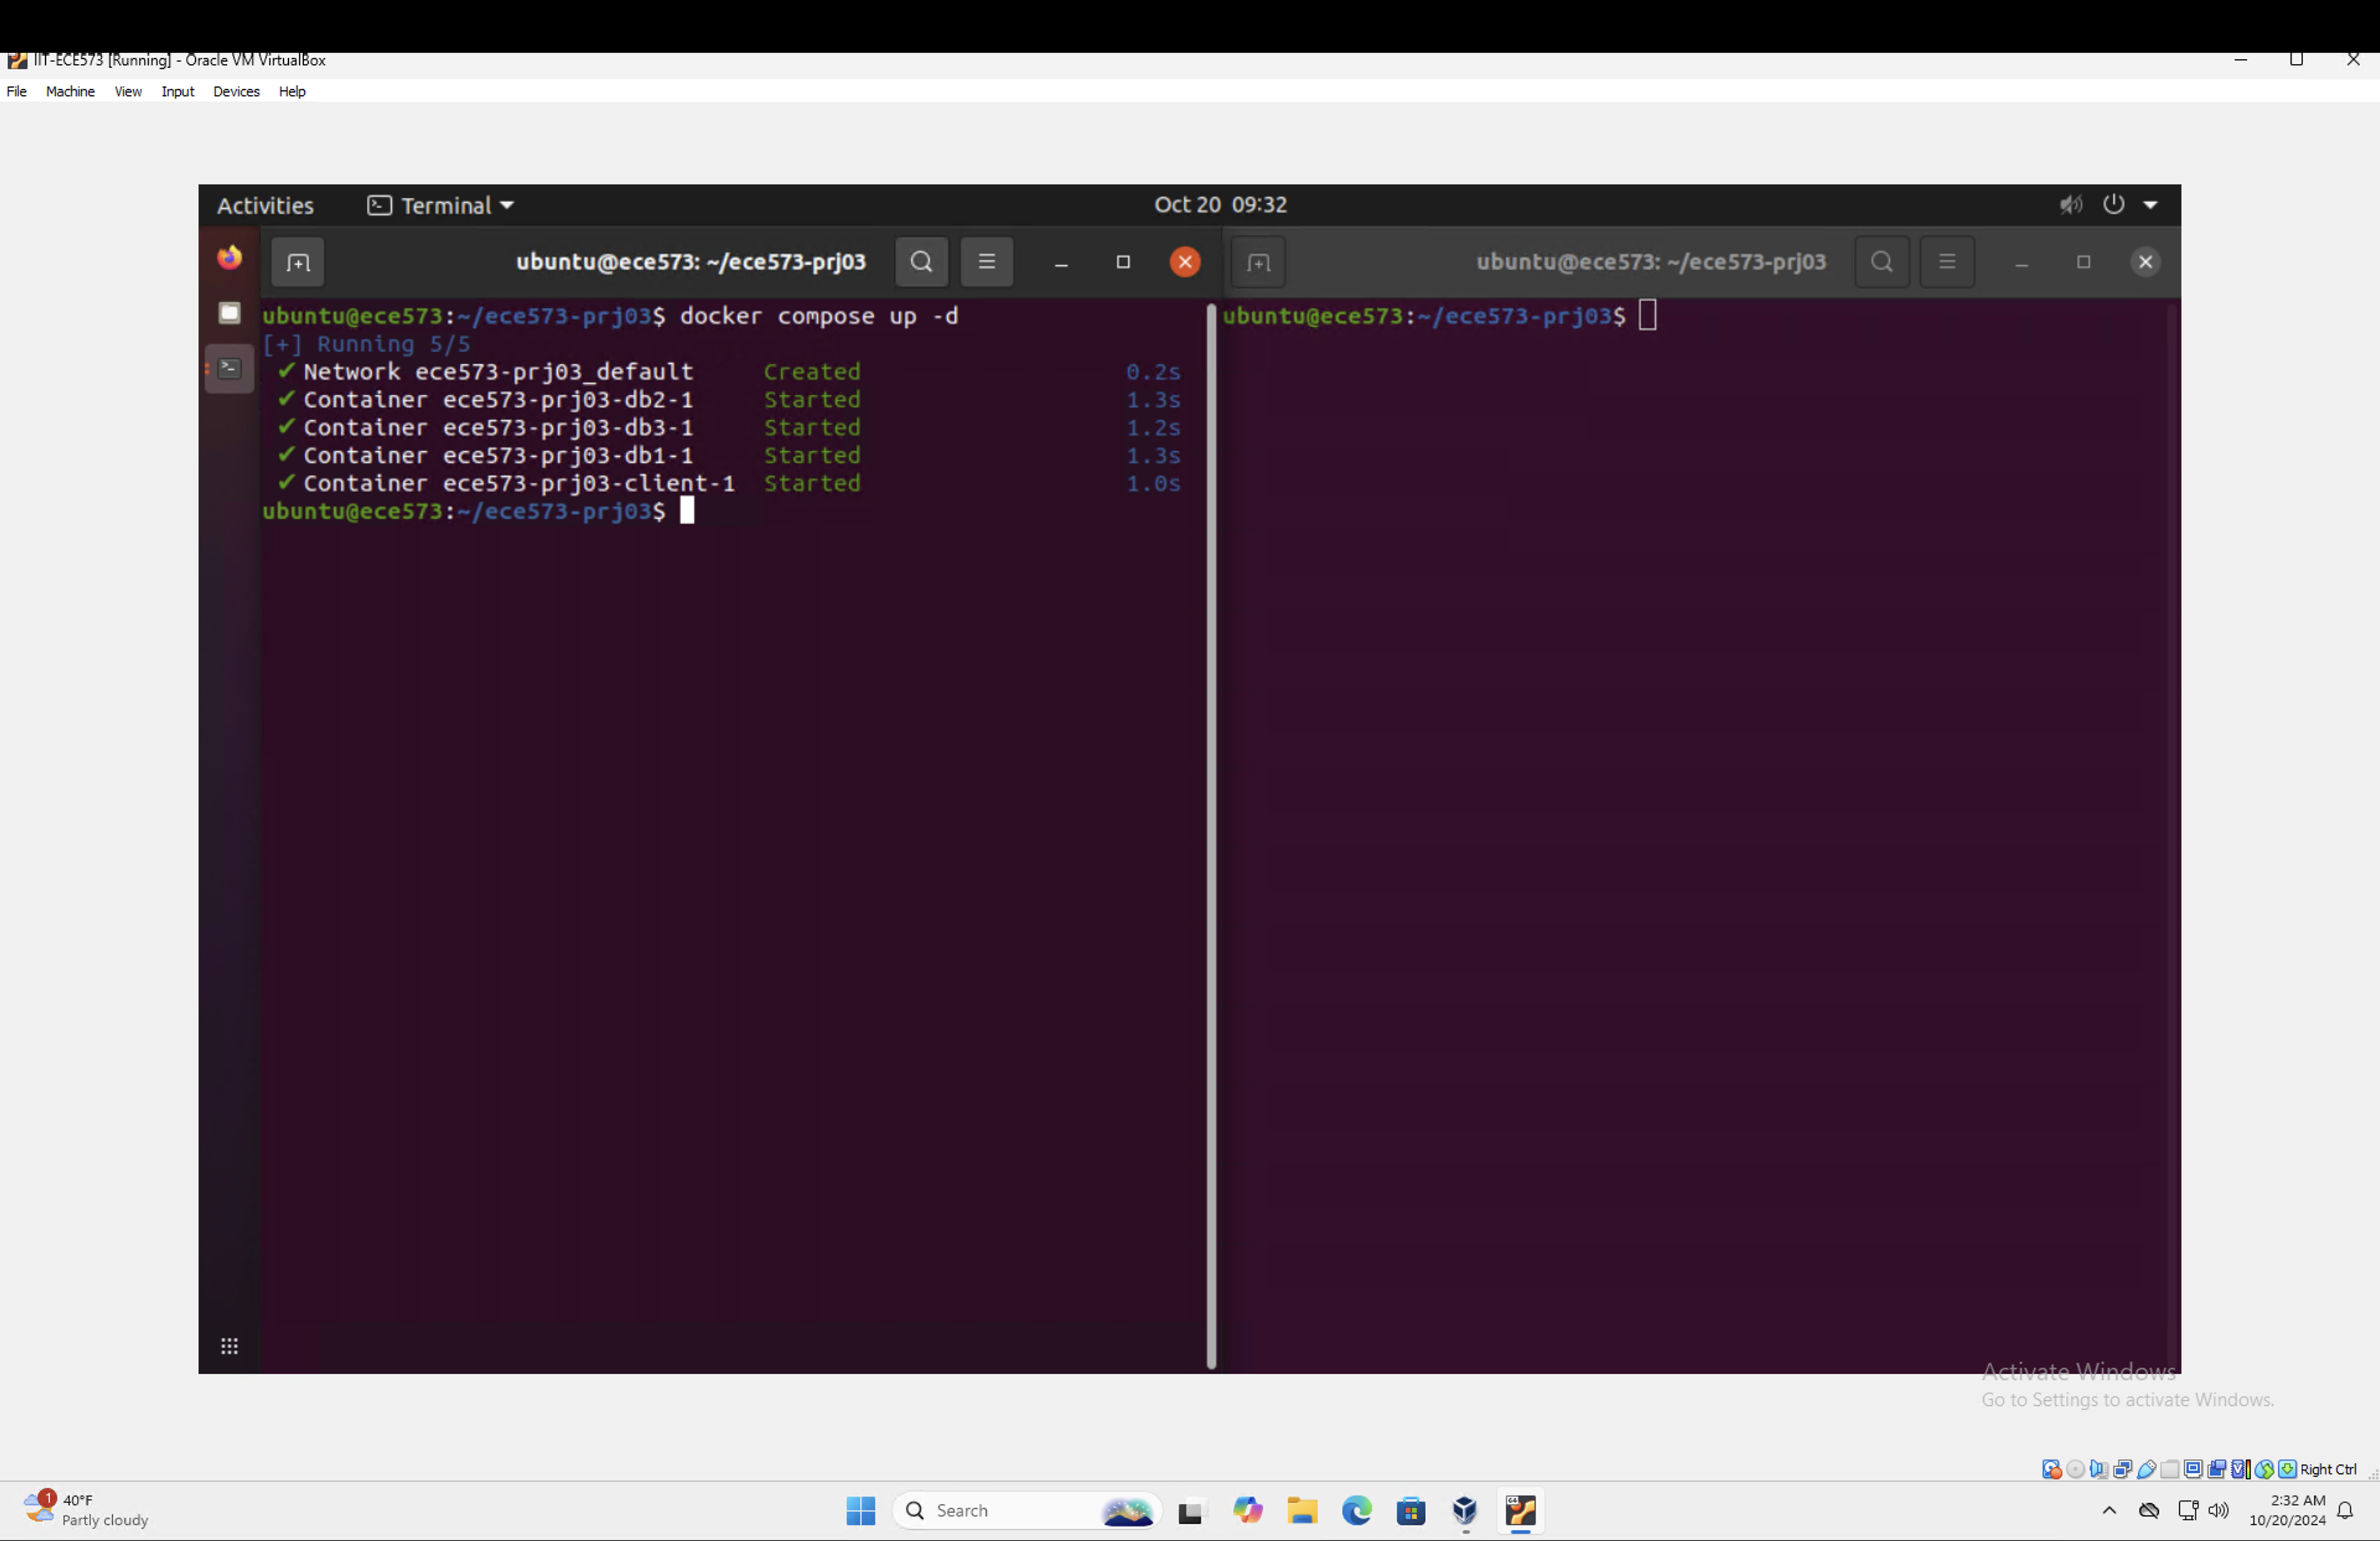 IIT-ECE573 [Running] - Oracle VM VirtualBox
File Machine View Input Devices Help
Activities Terminal Oct 20 09:32
ubuntu@ece573: ~/ece573-prj03
ubuntu@ece573:~/ece573-prj03$ docker compose up -d
[+] Running 5/5
✔ Network ece573-prj03_default Created 0.2s
✔ Container ece573-prj03-db2-1 Started 1.3s
✔ Container ece573-prj03-db3-1 Started 1.2s
✔ Container ece573-prj03-db1-1 Started 1.3s
✔ Container ece573-prj03-client-1 Started 1.0s
ubuntu@ece573:~/ece573-prj03$
ubuntu@ece573: ~/ece573-prj03
ubuntu@ece573:~/ece573-prj03$
Activate Windows
Go to Settings to activate Windows.
Right Ctrl
1
40°F
Partly cloudy
Search
2:32 AM
10/20/2024